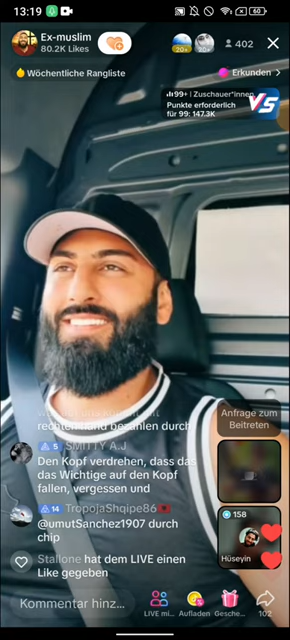 13:19
60
Ex-muslim
80.2K Likes
20+
20+
402
Wöchentliche Rangliste
Erkunden >
99+ | Zuschauer*innen
Punkte erforderlich
für 99: 147.3K
VS
rechten hand bezahlen durch
Anfrage zum
Beitreten
5 SMITTY A.J
Den Kopf verdrehen, dass das
das Wichtige auf den Kopf
fallen, vergessen und
14 TropojaShqipe86
@umutSanchez1907 durch
chip
158
Hüseyin
Stallone hat dem LIVE einen
Like gegeben
Kommentar hinz...
LIVE mi...
Aufladen
Gesche...
102